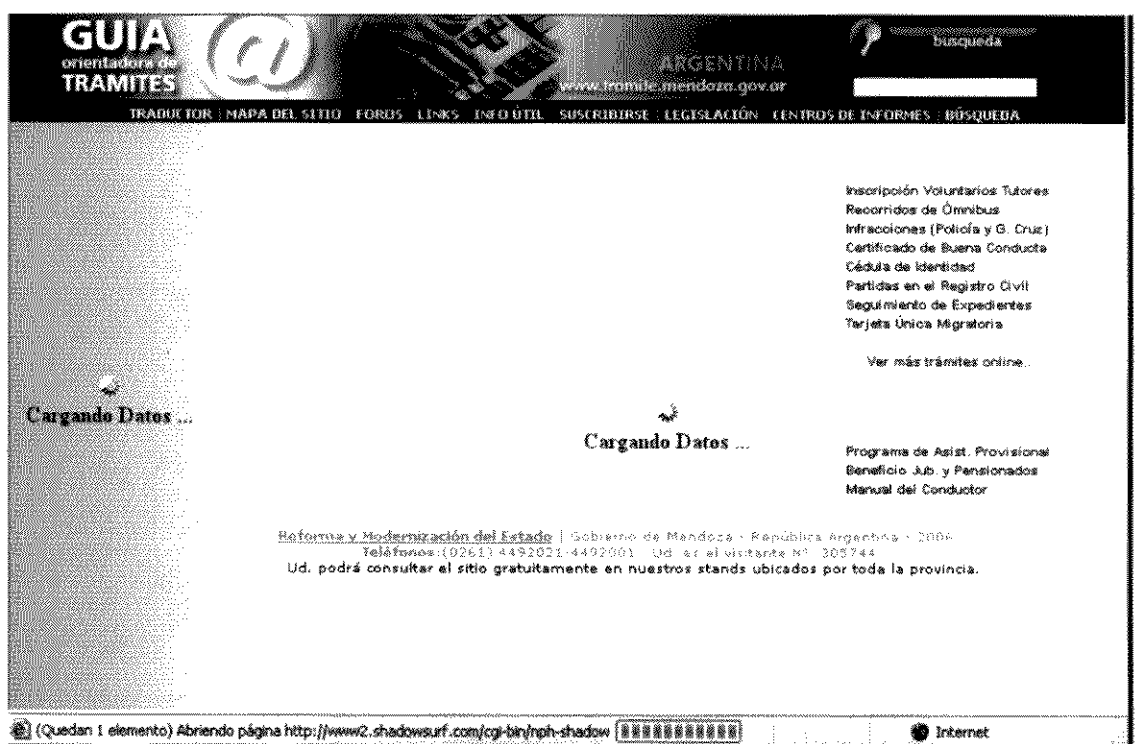 GUIA
orientadora de
TRAMITES
@
ARGENTINA
www.tramite.mendoza.gov.ar
busqueda
TRADUCTOR | MAPA DEL SITIO FOROS LINKS INFO ÚTIL SUSCRIBIRSE | LEGISLACIÓN CENTROS DE INFORMES | BÚSQUEDA
Inscripción Voluntarios Tutores
Recorridos de Ómnibus
Infracciones (Policía y G. Cruz)
Certificado de Buena Conducta
Cédula de Identidad
Partidas en el Registro Civil
Seguimiento de Expedientes
Tarjeta Única Migratoria
Ver más trámites online..
Cargando Datos ...
Cargando Datos ...
Programa de Asist. Provisional
Beneficio Jub. y Pensionados
Manual del Conductor
Reforma y Modernización del Estado | Gobierno de Mendoza - República Argentina - 2006
Teléfonos:(0261) 4492021-4492001 Ud. es el visitante Nº 305744
Ud. podrá consultar el sitio gratuitamente en nuestros stands ubicados por toda la provincia.
(Quedan 1 elemento) Abriendo página http://www2.shadowsurf.com/cgi-bin/nph-shadow
Internet